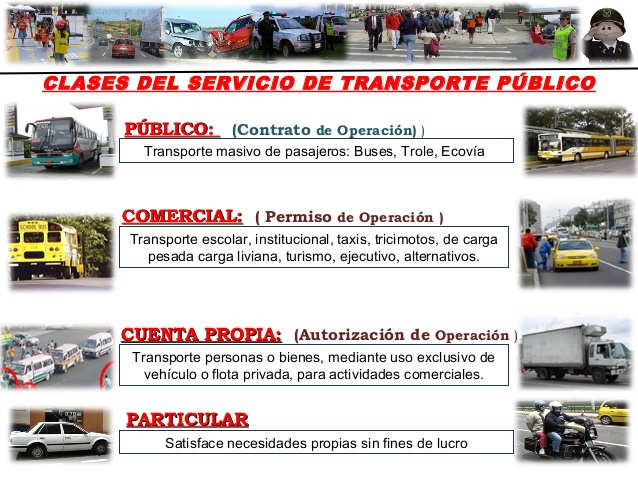 CLASES DEL SERVICIO DE TRANSPORTE PÚBLICO
PÚBLICO: (Contrato de Operación) )
Transporte masivo de pasajeros: Buses, Trole, Ecovía
COMERCIAL: ( Permiso de Operación )
Transporte escolar, institucional, taxis, tricimotos, de carga
pesada carga liviana, turismo, ejecutivo, alternativos.
SCHOOL BUS
CUENTA PROPIA: (Autorización de Operación )
Transporte personas o bienes, mediante uso exclusivo de
vehículo o flota privada, para actividades comerciales.
PARTICULAR
Satisface necesidades propias sin fines de lucro